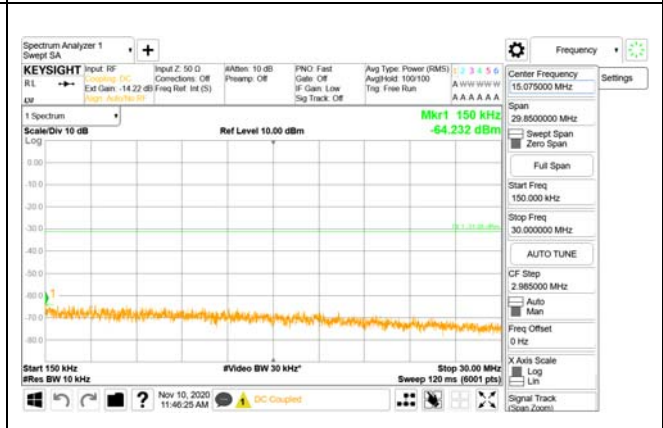 Spectrum Analyzer 1
Swept SA
+
Frequency
KEYSIGHT Input: RF Input Z: 50 Ω #Atten: 10 dB PNO: Fast Avg Type: Power (RMS) 1 2 3 4 5 6
RL Coupling: DC Corrections: Off Preamp: Off Gate: Off Avg|Hold: 100/100 A W W W W W
Ext Gain: -14.22 dB Freq Ref: Int (S) IF Gain: Low Trig: Free Run
Align: Auto/No RF Sig Track: Off A A A A A A
Center Frequency
15.075000 MHz
Settings
Span
29.8500000 MHz
Swept Span
Zero Span
Full Span
Start Freq
150.000 kHz
Stop Freq
30.000000 MHz
AUTO TUNE
CF Step
2.985000 MHz
Auto
Man
Freq Offset
0 Hz
X Axis Scale
Log
Lin
Signal Track
(Span Zoom)
1 Spectrum
Mkr1 150 kHz
Scale/Div 10 dB Ref Level 10.00 dBm -64.232 dBm
Log
0.00
-10.0
-20.0
-30.0
-40.0
-50.0
-60.0
1
-70.0
-80.0
Start 150 kHz #Video BW 30 kHz* Stop 30.00 MHz
#Res BW 10 kHz Sweep 120 ms (6001 pts)
? Nov 10, 2020
11:46:25 AM
DC Coupled